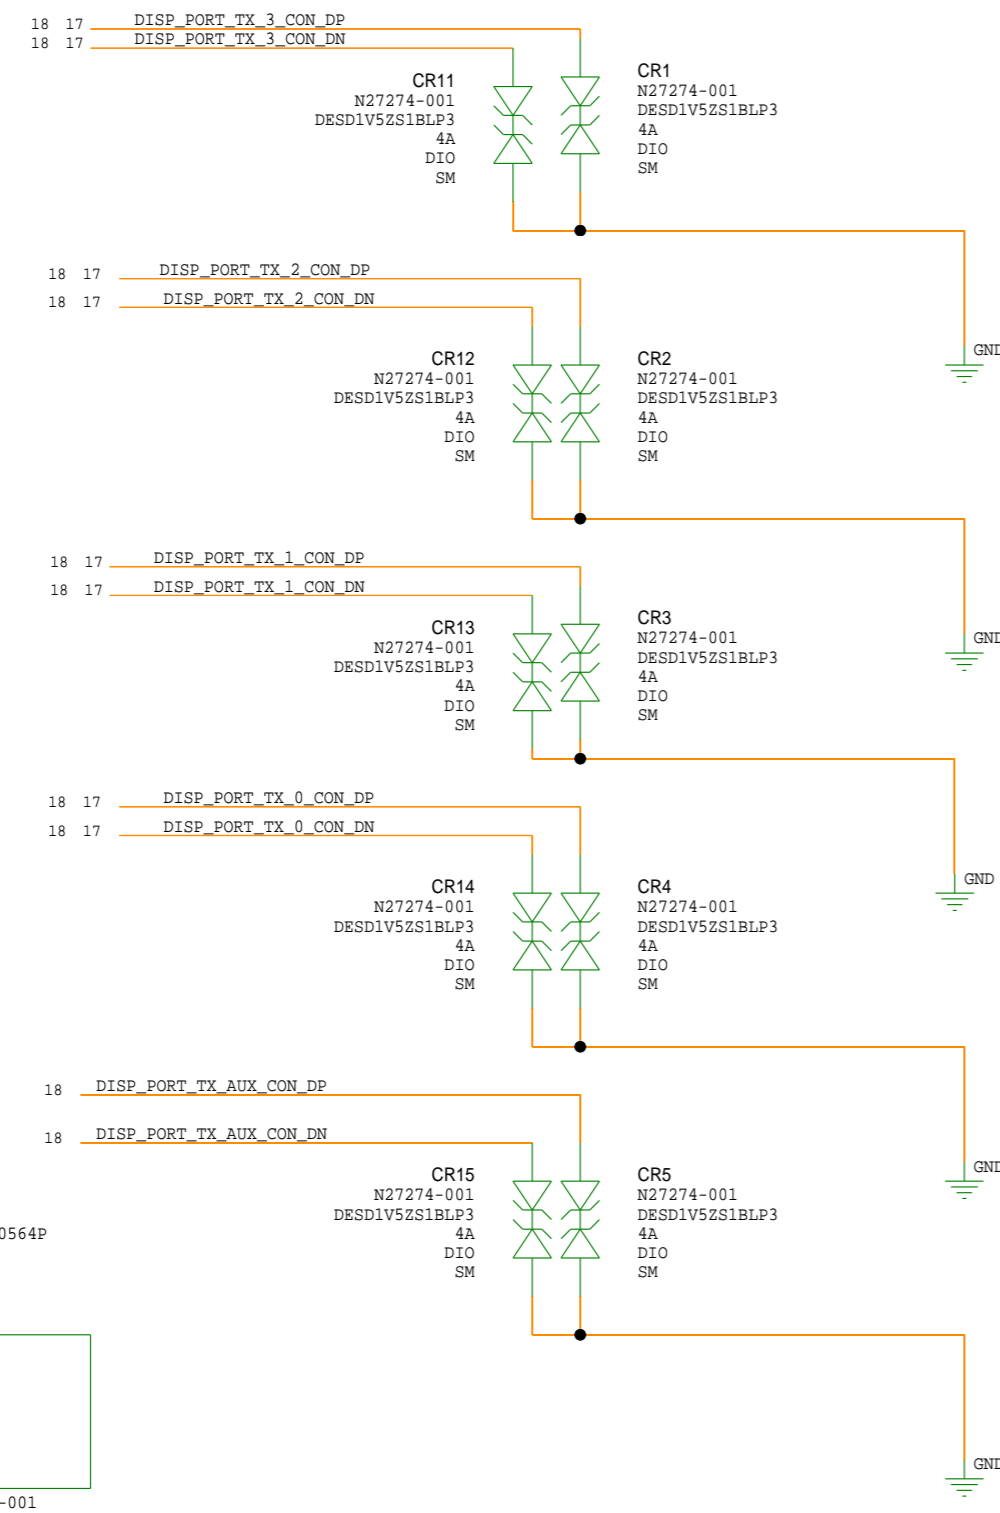 18 17 DISP_PORT_TX_3_CON_DP
18 17 DISP_PORT_TX_3_CON_DN
CR11
N27274-001
DESD1V5ZS1BLP3
4A
DIO
SM
CR1
N27274-001
DESD1V5ZS1BLP3
4A
DIO
SM
18 17 DISP_PORT_TX_2_CON_DP
18 17 DISP_PORT_TX_2_CON_DN
GND
CR12
N27274-001
DESD1V5ZS1BLP3
4A
DIO
SM
CR2
N27274-001
DESD1V5ZS1BLP3
4A
DIO
SM
18 17 DISP_PORT_TX_1_CON_DP
18 17 DISP_PORT_TX_1_CON_DN
GND
CR13
N27274-001
DESD1V5ZS1BLP3
4A
DIO
SM
CR3
N27274-001
DESD1V5ZS1BLP3
4A
DIO
SM
18 17 DISP_PORT_TX_0_CON_DP
18 17 DISP_PORT_TX_0_CON_DN
GND
CR14
N27274-001
DESD1V5ZS1BLP3
4A
DIO
SM
CR4
N27274-001
DESD1V5ZS1BLP3
4A
DIO
SM
18 DISP_PORT_TX_AUX_CON_DP
18 DISP_PORT_TX_AUX_CON_DN
GND
CR15
N27274-001
DESD1V5ZS1BLP3
4A
DIO
SM
CR5
N27274-001
DESD1V5ZS1BLP3
4A
DIO
SM
0564P
GND
-001